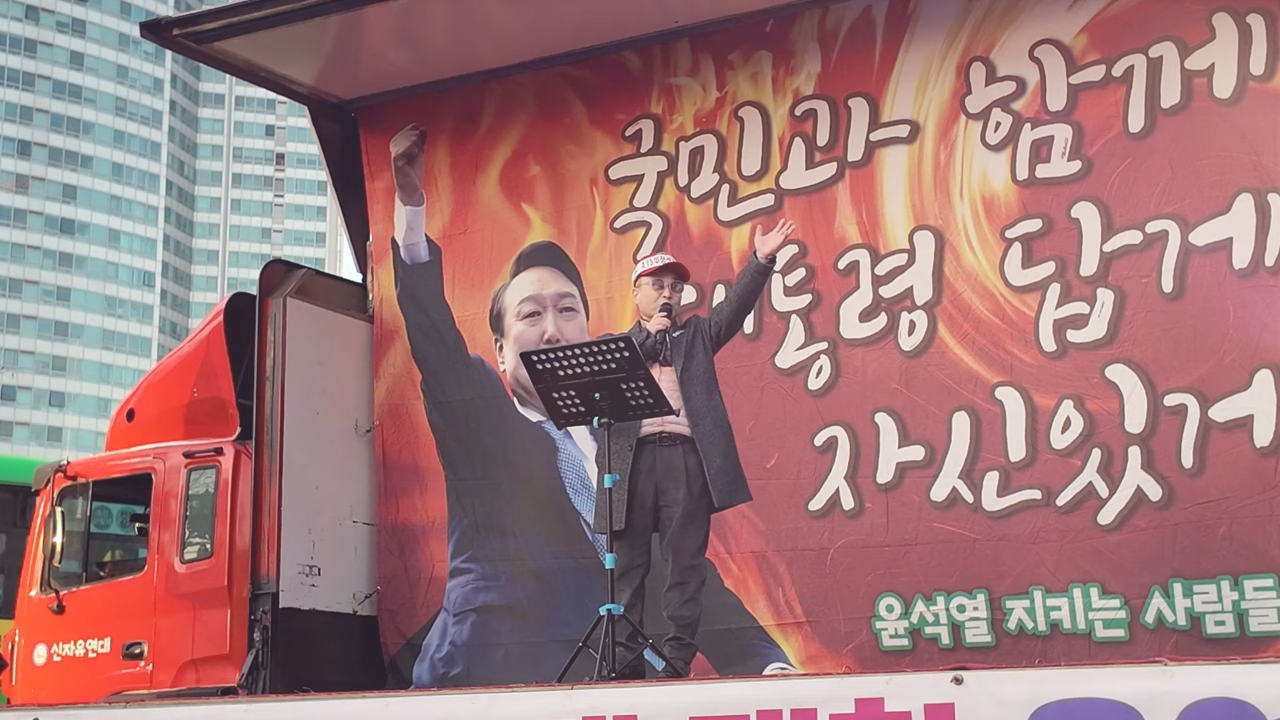 국민과 함께
대통령 답게
자신있게
윤석열 지키는 사람들
신자유연대